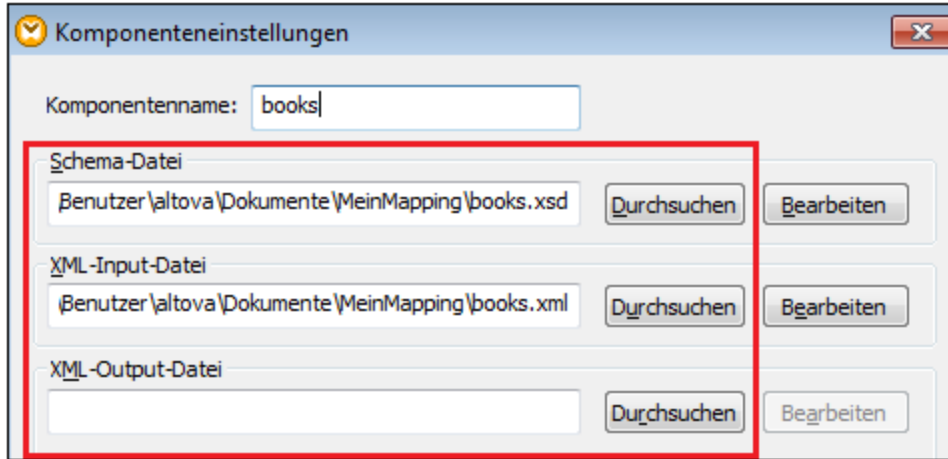 Komponenteneinstellungen
Komponentenname: books
Schema-Datei
Benutzer\altova\Dokumente\MeinMapping\books.xsd Durchsuchen Bearbeiten
XML-Input-Datei
Benutzer\altova\Dokumente\MeinMapping\books.xml Durchsuchen Bearbeiten
XML-Output-Datei
Durchsuchen Bearbeiten